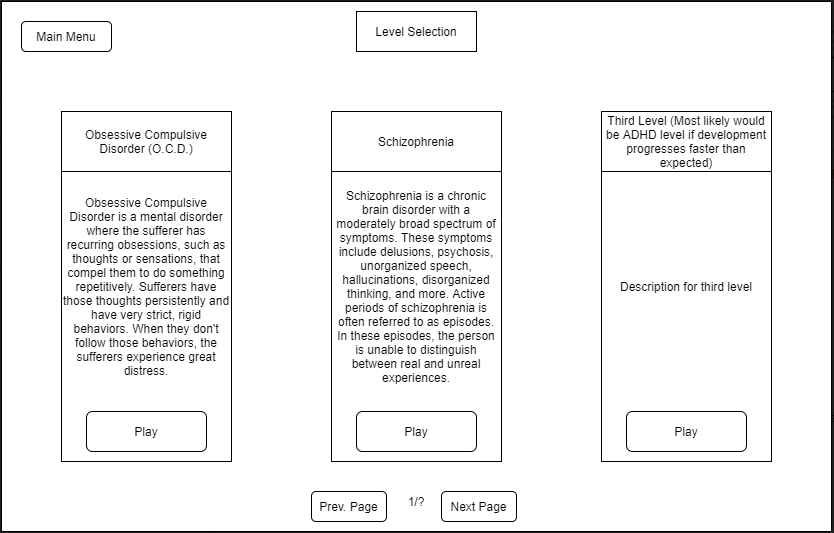 Main Menu
Level Selection
Obsessive Compulsive
Disorder (O.C.D.)
Obsessive Compulsive
Disorder is a mental disorder
where the sufferer has
recurring obsessions, such as
thoughts or sensations, that
compel them to do something
repetitively. Sufferers have
those thoughts persistently and
have very strict, rigid
behaviors. When they don't
follow those behaviors, the
sufferers experience great
distress.
Play
Schizophrenia
Schizophrenia is a chronic
brain disorder with a
moderately broad spectrum of
symptoms. These symptoms
include delusions, psychosis,
unorganized speech,
hallucinations, disorganized
thinking, and more. Active
periods of schizophrenia is
often referred to as episodes.
In these episodes, the person
is unable to distinguish
between real and unreal
experiences.
Play
Third Level (Most likely would
be ADHD level if development
progresses faster than
expected)
Description for third level
Play
Prev. Page
1/?
Next Page